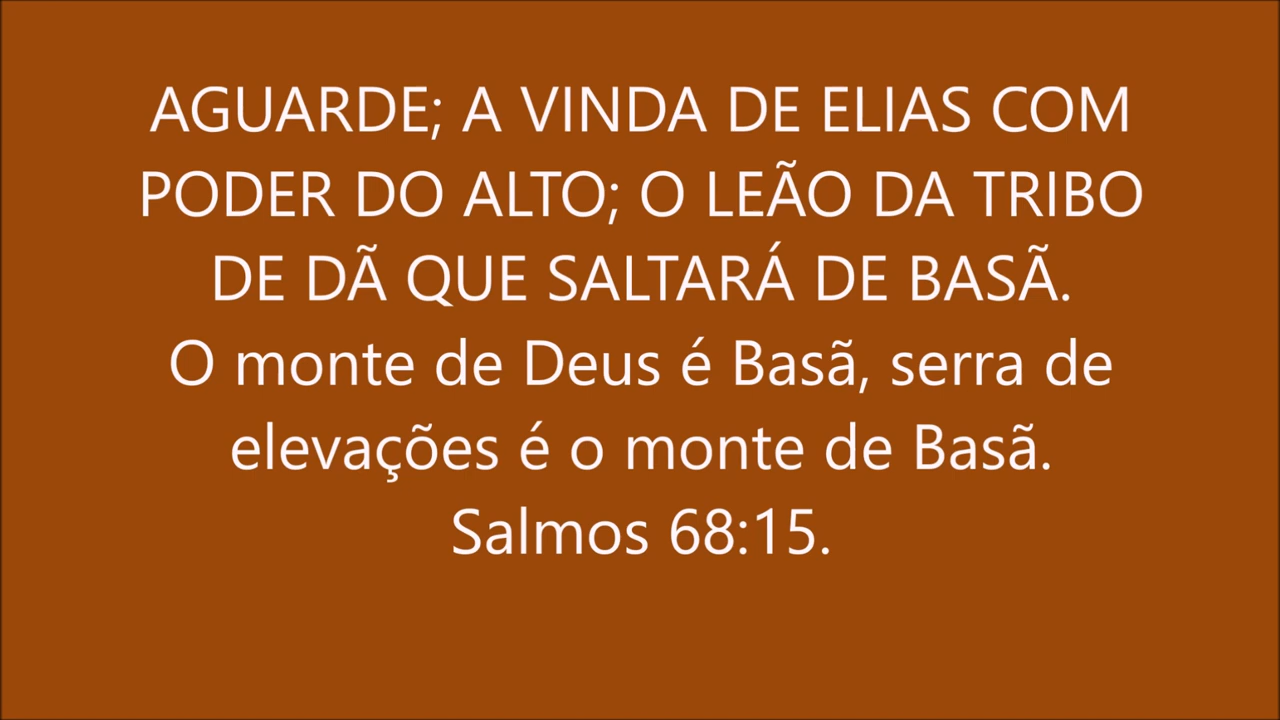 AGUARDE; A VINDA DE ELIAS COM
PODER DO ALTO; O LEÃO DA TRIBO
DE DÃ QUE SALTARÁ DE BASÃ.
O monte de Deus é Basã, serra de
elevações é o monte de Basã.
Salmos 68:15.